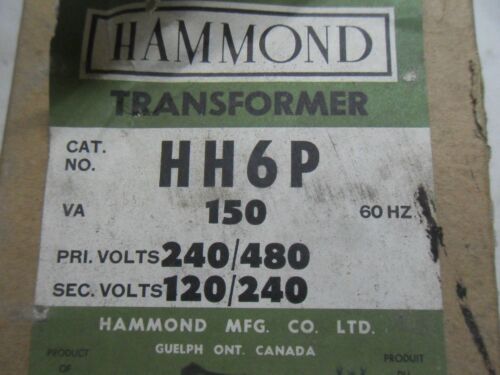 HAMMOND
TRANSFORMER
CAT. NO. HH6P
VA 150 60 HZ
PRI. VOLTS 240/480
SEC. VOLTS 120/240
HAMMOND MFG. CO. LTD.
GUELPH ONT. CANADA
PRODUCT OF
PRODUIT DU